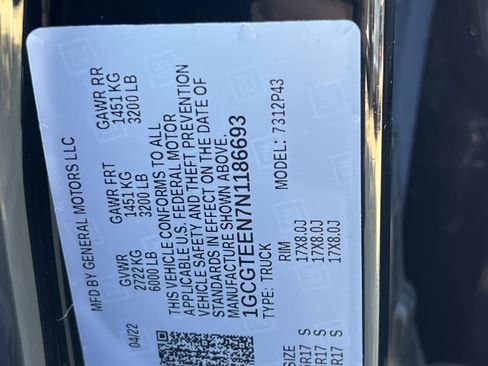 MFD BY GENERAL MOTORS LLC
04/22
GVWR
2722 KG
6000 LB
GAWR FRT
1451 KG
3200 LB
GAWR RR
1451 KG
3200 LB
THIS VEHICLE CONFORMS TO ALL
APPLICABLE U.S. FEDERAL MOTOR
VEHICLE SAFETY AND THEFT PREVENTION
STANDARDS IN EFFECT ON THE DATE OF
MANUFACTURE SHOWN ABOVE.
1GCGTEEN7N1186693
TYPE: TRUCK
MODEL: 7312P43
SIZE
RIM
R17 S
17X8.0J
R17 S
17X8.0J
R17 S
17X8.0J